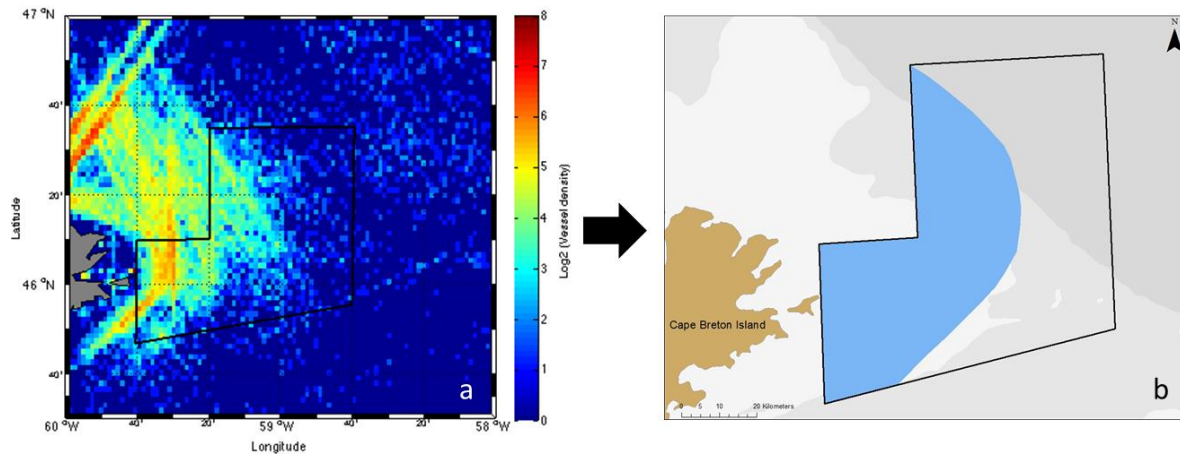 47 °N
40'
20'
46 °N
40'
Latitude
60 °W
40'
20'
59 °W
40'
20'
58 °W
Longitude
8
7
6
5
4
3
2
1
0
Log2 (Vessel density)
a
N
Cape Breton Island
0 5 10 20 Kilometers
b